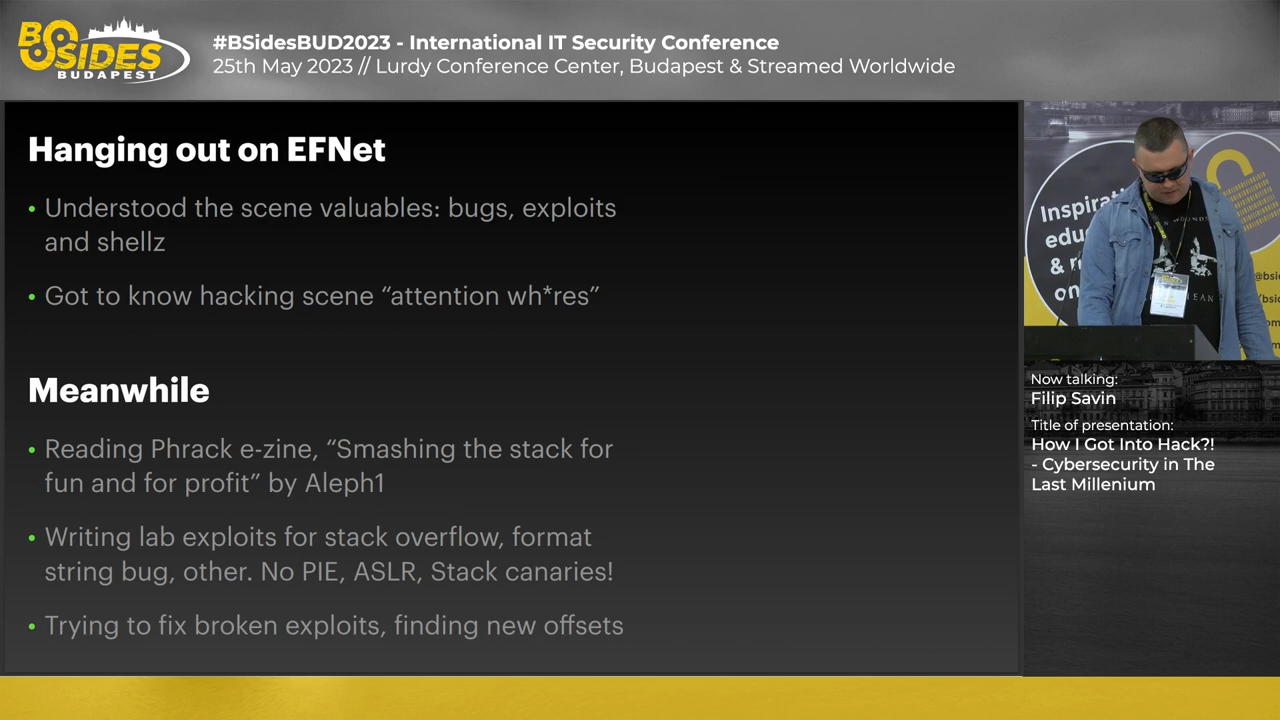 BSIDES
BUDAPEST
#BSidesBUD2023 - International IT Security Conference
25th May 2023 // Lurdy Conference Center, Budapest & Streamed Worldwide
Hanging out on EFNet
• Understood the scene valuables: bugs, exploits
and shellz
• Got to know hacking scene “attention wh*res”
Meanwhile
• Reading Phrack e-zine, “Smashing the stack for
fun and for profit” by Aleph1
• Writing lab exploits for stack overflow, format
string bug, other. No PIE, ASLR, Stack canaries!
• Trying to fix broken exploits, finding new offsets
Now talking:
Filip Savin
Title of presentation:
How I Got Into Hack?!
- Cybersecurity in The
Last Millenium